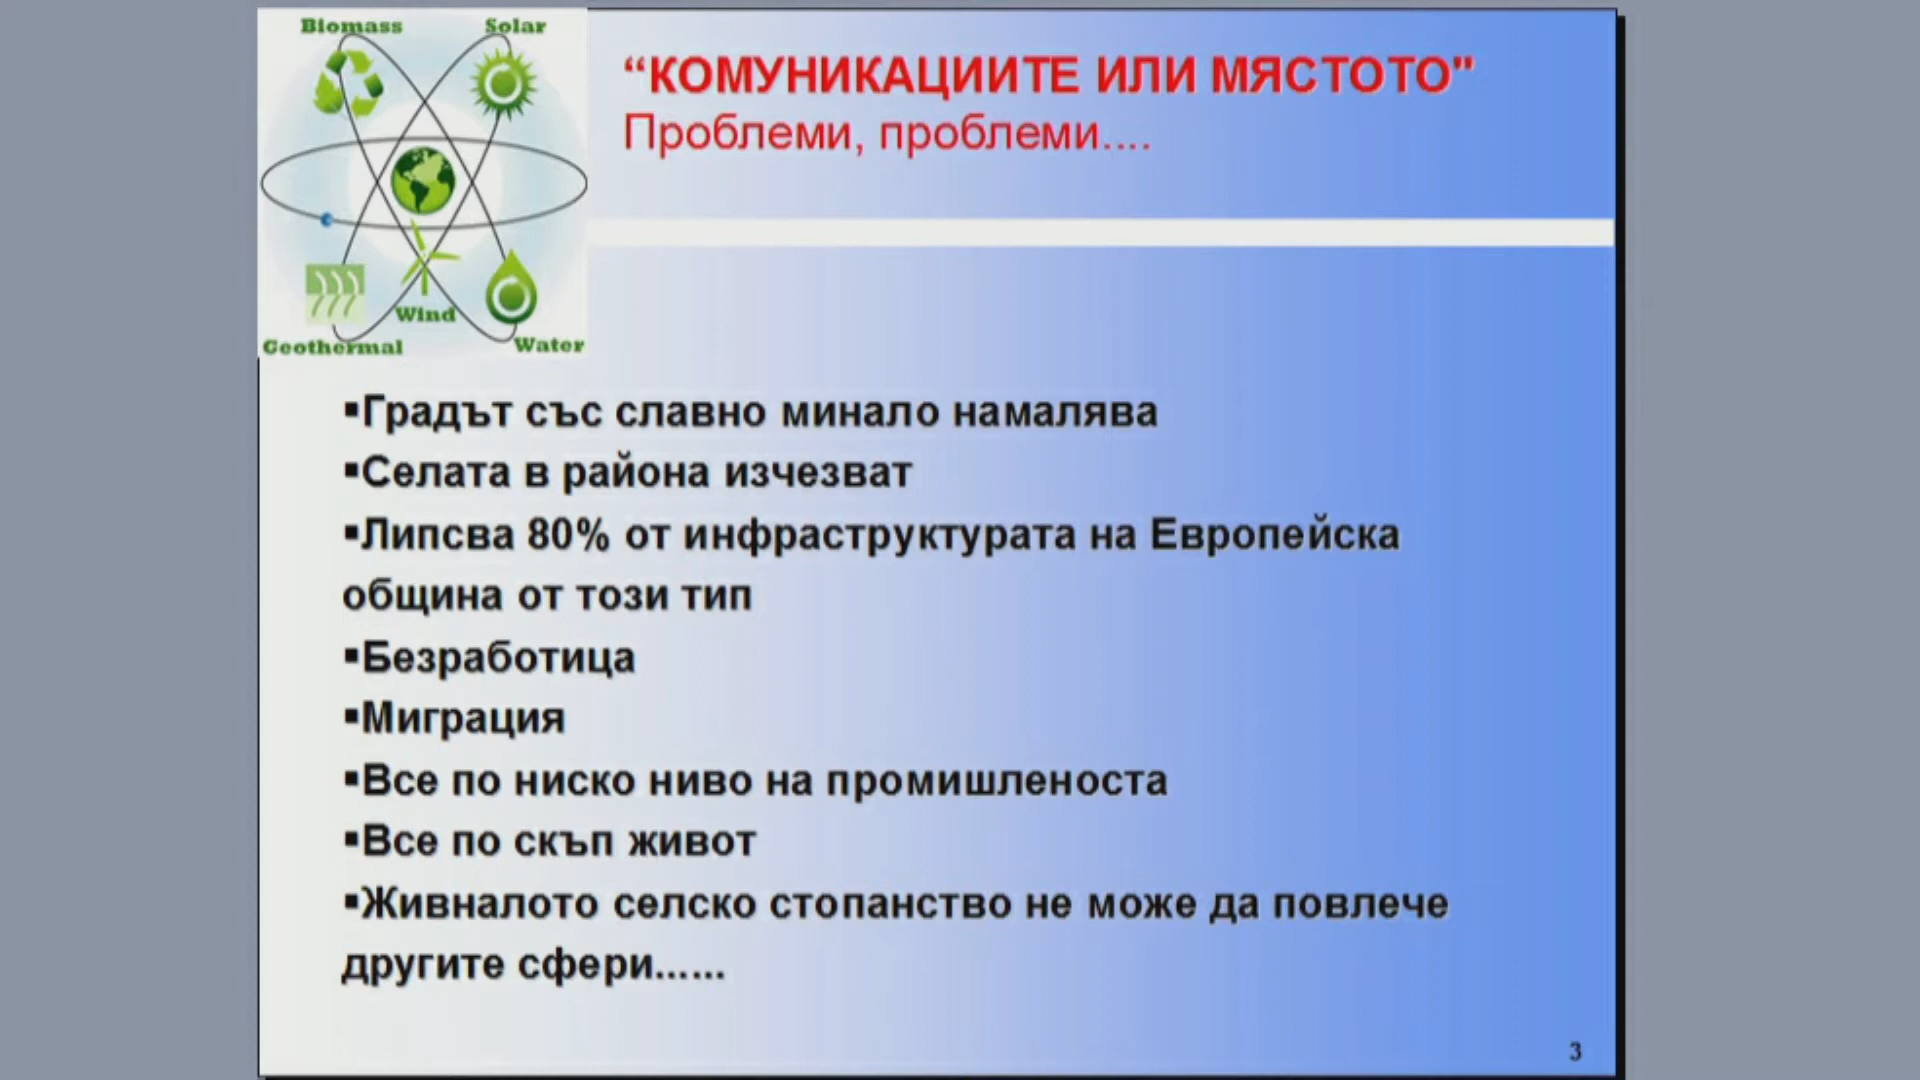 Biomass Solar
Wind
Geothermal Water
“КОМУНИКАЦИИТЕ ИЛИ МЯСТОТО"
Проблеми, проблеми....
▪Градът със славно минало намалява
▪Селата в района изчезват
▪Липсва 80% от инфраструктурата на Европейска
община от този тип
▪Безработица
▪Миграция
▪Все по ниско ниво на промишленоста
▪Все по скъп живот
▪Живналото селско стопанство не може да повлече
другите сфери......
3